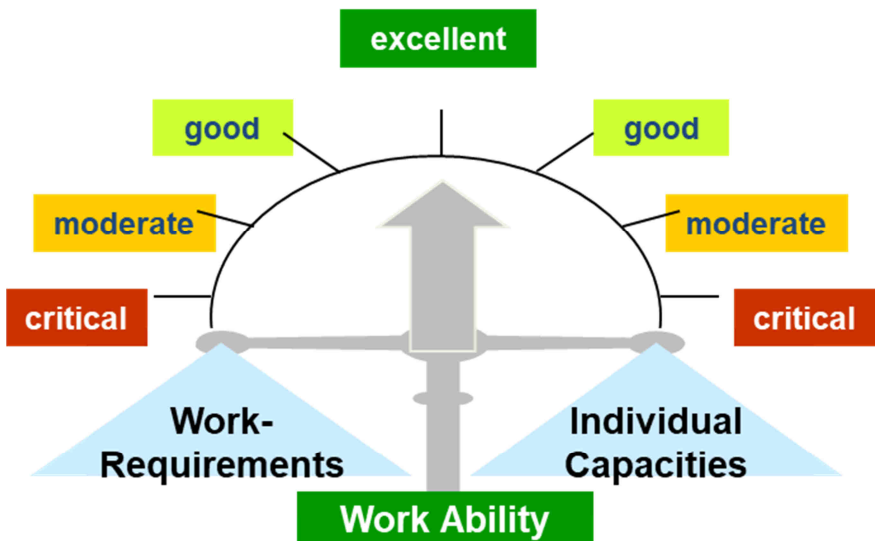 excellent
good
good
moderate
moderate
critical
critical
Work-
Requirements
Individual
Capacities
Work Ability